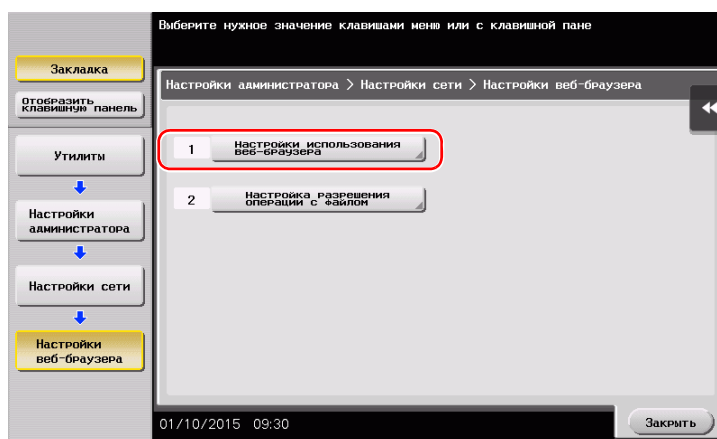 Выберите нужное значение клавишами меню или с клавишной пане
Закладка
Отобразить
клавишную панель
Настройки администратора > Настройки сети > Настройки веб-браузера
Утилиты
1 Настройки использования
веб-браузера
2 Настройка разрешения
операции с файлом
Настройки
администратора
Настройки сети
Настройки
веб-браузера
01/10/2015 09:30
Закрыть